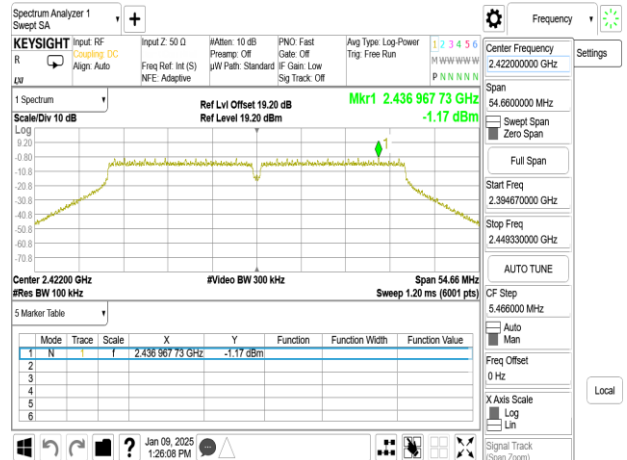 Spectrum Analyzer 1
Swept SA
+
Frequency
KEYSIGHT
R
Input: RF
Coupling: DC
Align: Auto
Input Z: 50 Ω
Freq Ref: Int (S)
NFE: Adaptive
#Atten: 10 dB
Preamp: Off
µW Path: Standard
PNO: Fast
Gate: Off
IF Gain: Low
Sig Track: Off
Avg Type: Log-Power
Trig: Free Run
1 2 3 4 5 6
M W W W W W
P N N N N N
LXI
1 Spectrum
Scale/Div 10 dB
Ref Lvl Offset 19.20 dB
Ref Level 19.20 dBm
Mkr1 2.436 967 73 GHz
-1.17 dBm
Log
9.20
-0.80
-10.8
-20.8
-30.8
-40.8
-50.8
-60.8
-70.8
1
Center 2.42200 GHz
#Video BW 300 kHz
Span 54.66 MHz
#Res BW 100 kHz
Sweep 1.20 ms (6001 pts)
5 Marker Table
Mode Trace Scale X Y Function Function Width Function Value
1 N 1 f 2.436 967 73 GHz -1.17 dBm
2
3
4
5
6
Center Frequency
2.422000000 GHz
Settings
Span
54.6600000 MHz
Swept Span
Zero Span
Full Span
Start Freq
2.394670000 GHz
Stop Freq
2.449330000 GHz
AUTO TUNE
CF Step
5.466000 MHz
Auto
Man
Freq Offset
0 Hz
X Axis Scale
Log
Lin
Local
Signal Track
(Span Zoom)
?
Jan 09, 2025
1:26:08 PM